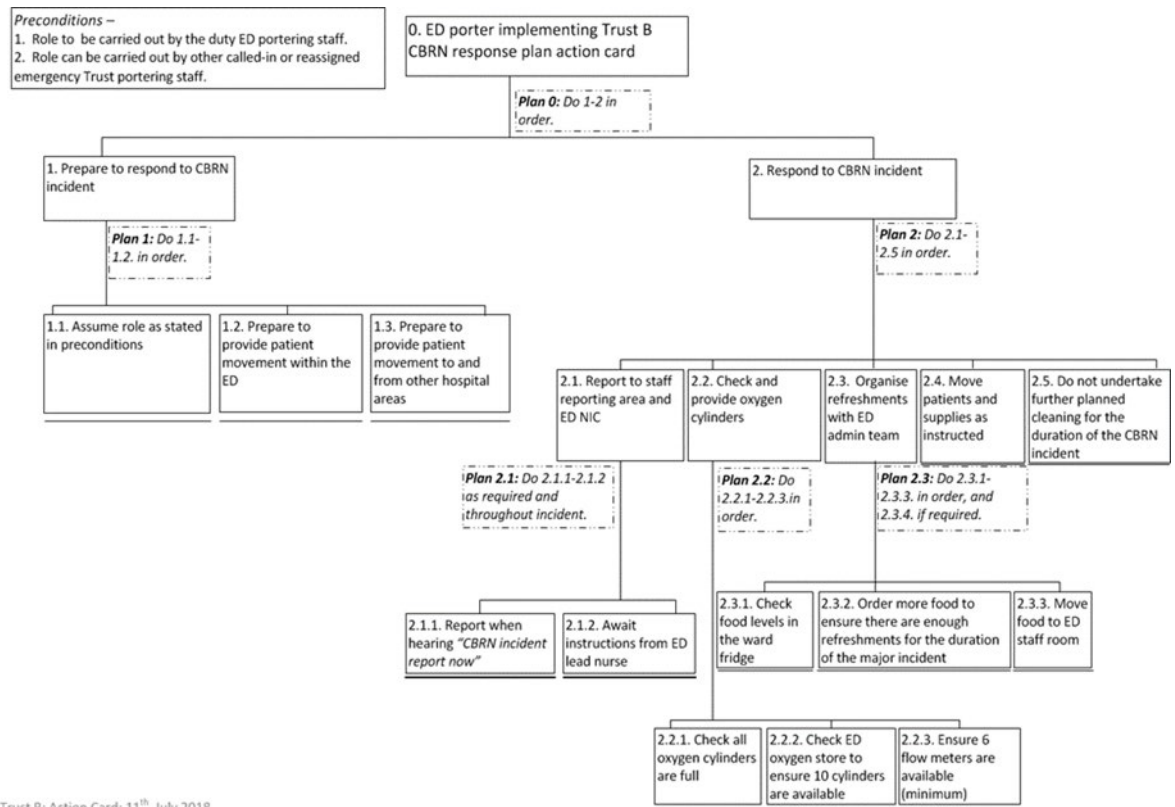 Preconditions –
1. Role to be carried out by the duty ED portering staff.
2. Role can be carried out by other called-in or reassigned
emergency Trust portering staff.
0. ED porter implementing Trust B
CBRN response plan action card
Plan 0: Do 1-2 in
order.
1. Prepare to respond to CBRN
incident
2. Respond to CBRN incident
Plan 1: Do 1.1-
1.2. in order.
Plan 2: Do 2.1-
2.5 in order.
1.1. Assume role as stated
in preconditions
1.2. Prepare to
provide patient
movement within the
ED
1.3. Prepare to
provide patient
movement to and
from other hospital
areas
2.1. Report to staff
reporting area and
ED NIC
2.2. Check and
provide oxygen
cylinders
2.3. Organise
refreshments
with ED
admin team
2.4. Move
patients and
supplies as
instructed
2.5. Do not undertake
further planned
cleaning for the
duration of the CBRN
incident
Plan 2.1: Do 2.1.1-2.1.2
as required and
throughout incident.
Plan 2.2: Do
2.2.1-2.2.3.in
order.
Plan 2.3: Do 2.3.1-
2.3.3. in order, and
2.3.4. if required.
2.1.1. Report when
hearing "CBRN incident
report now"
2.1.2. Await
instructions from ED
lead nurse
2.3.1. Check
food levels in
the ward
fridge
2.3.2. Order more food to
ensure there are enough
refreshments for the duration
of the major incident
2.3.3. Move
food to ED
staff room
2.2.1. Check all
oxygen cylinders
are full
2.2.2. Check ED
oxygen store to
ensure 10 cylinders
are available
2.2.3. Ensure 6
flow meters are
available
(minimum)
Trust B: Action Card: 11th July 2018